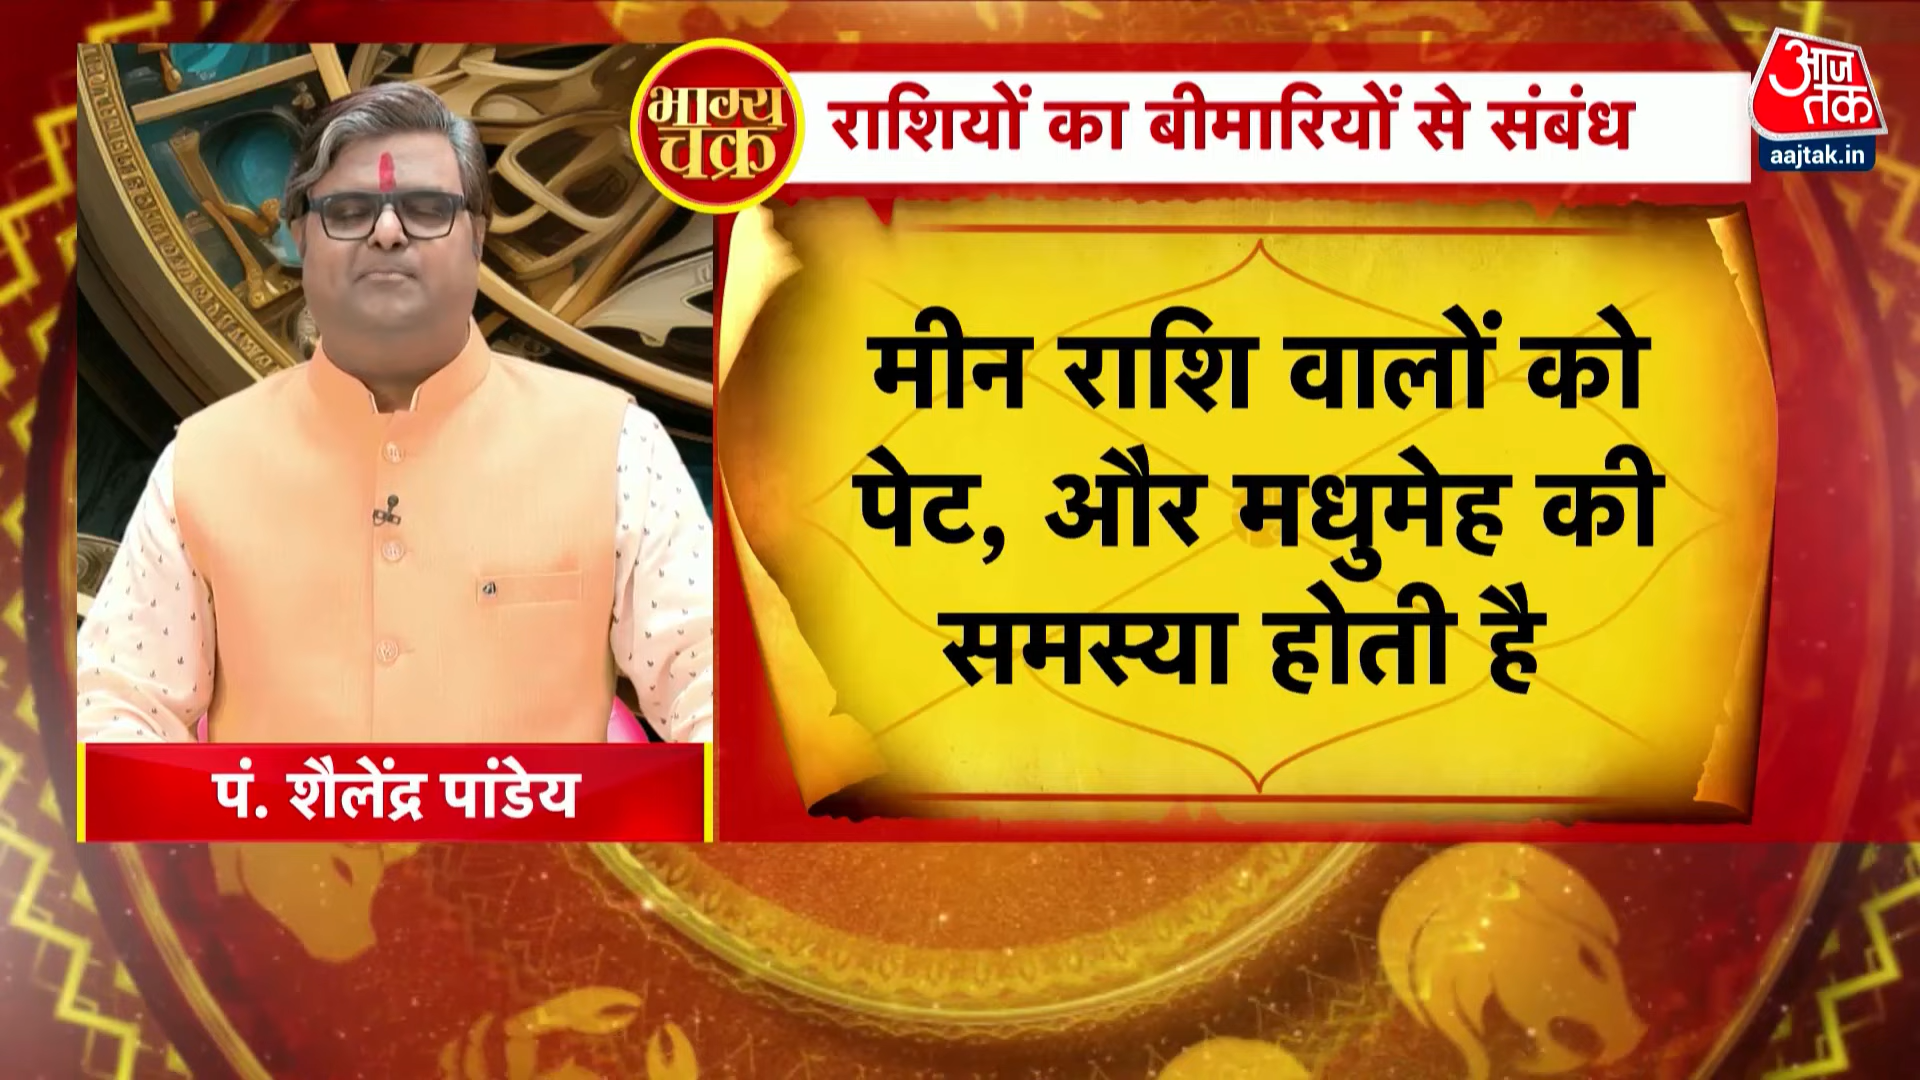 भाग्य
चक्र
राशियों का बीमारियों से संबंध
आज
तक
aajtak.in
मीन राशि वालों को
पेट, और मधुमेह की
समस्या होती है
पं. शैलेंद्र पांडेय